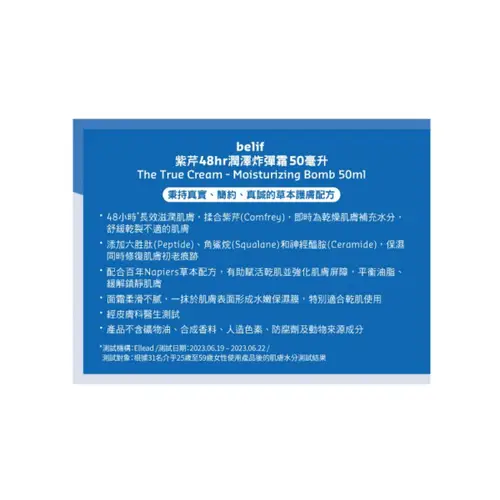 belif
紫芹48hr潤澤炸彈霜50毫升
The True Cream - Moisturizing Bomb 50ml
秉持真實、簡約、真誠的草本護膚配方
• 48小時*長效滋潤肌膚，揉合紫芹(Comfrey)，即時為乾燥肌膚補充水分，
舒緩乾裂不適的肌膚
• 添加六胜肽(Peptide)、角鯊烷(Squalane)和神經醯胺(Ceramide)，保濕
同時修復肌膚初老痕跡
• 配合百年Napiers草本配方，有助賦活乾肌並強化肌膚屏障，平衡油脂、
緩解鎮靜肌膚
• 面霜柔滑不膩，一抹於肌膚表面形成水嫩保濕膜，特別適合乾肌使用
• 經皮膚科醫生測試
• 產品不含礦物油、合成香料、人造色素、防腐劑及動物來源成分
*測試機構：Ellead /測試日期：2023.06.19 – 2023.06.22 /
測試對象：根據31名介乎25歲至59歲女性使用產品後的肌膚水分測試結果